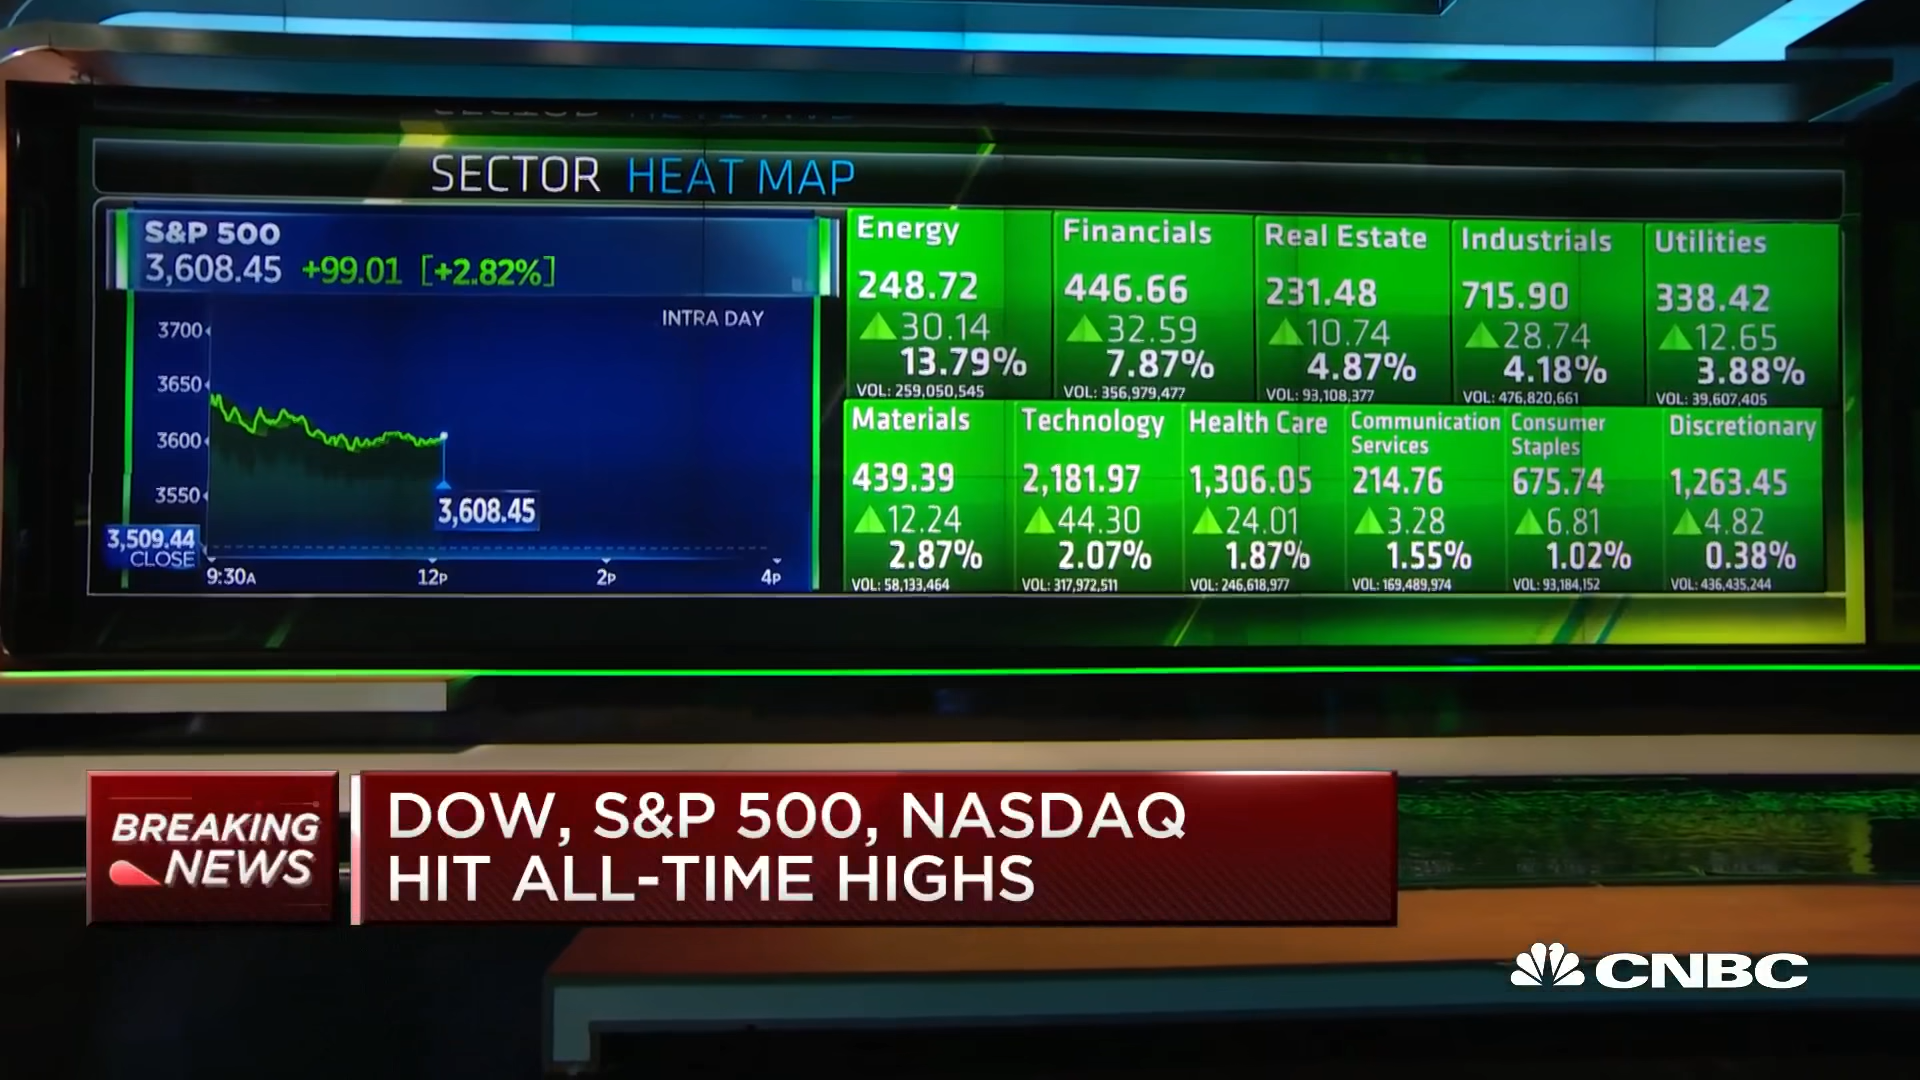 SECTOR HEAT MAP
S&P 500
3,608.45 +99.01 [+2.82%]
INTRA DAY
3700
3650
3600
3550
3,608.45
3,509.44
CLOSE
9:30A 12P 2P 4P
Energy
248.72
▲30.14
13.79%
VOL: 259,050,545
Financials
446.66
▲32.59
7.87%
VOL: 356,979,477
Real Estate
231.48
▲10.74
4.87%
VOL: 93,108,377
Industrials
715.90
▲28.74
4.18%
VOL: 476,820,661
Utilities
338.42
▲12.65
3.88%
VOL: 39,607,405
Materials
439.39
▲12.24
2.87%
VOL: 58,133,464
Technology
2,181.97
▲44.30
2.07%
VOL: 317,972,511
Health Care
1,306.05
▲24.01
1.87%
VOL: 246,618,977
Communication
Services
214.76
▲3.28
1.55%
VOL: 169,489,974
Consumer
Staples
675.74
▲6.81
1.02%
VOL: 93,184,152
Discretionary
1,263.45
▲4.82
0.38%
VOL: 436,435,244
BREAKING
NEWS
DOW, S&P 500, NASDAQ
HIT ALL-TIME HIGHS
CNBC